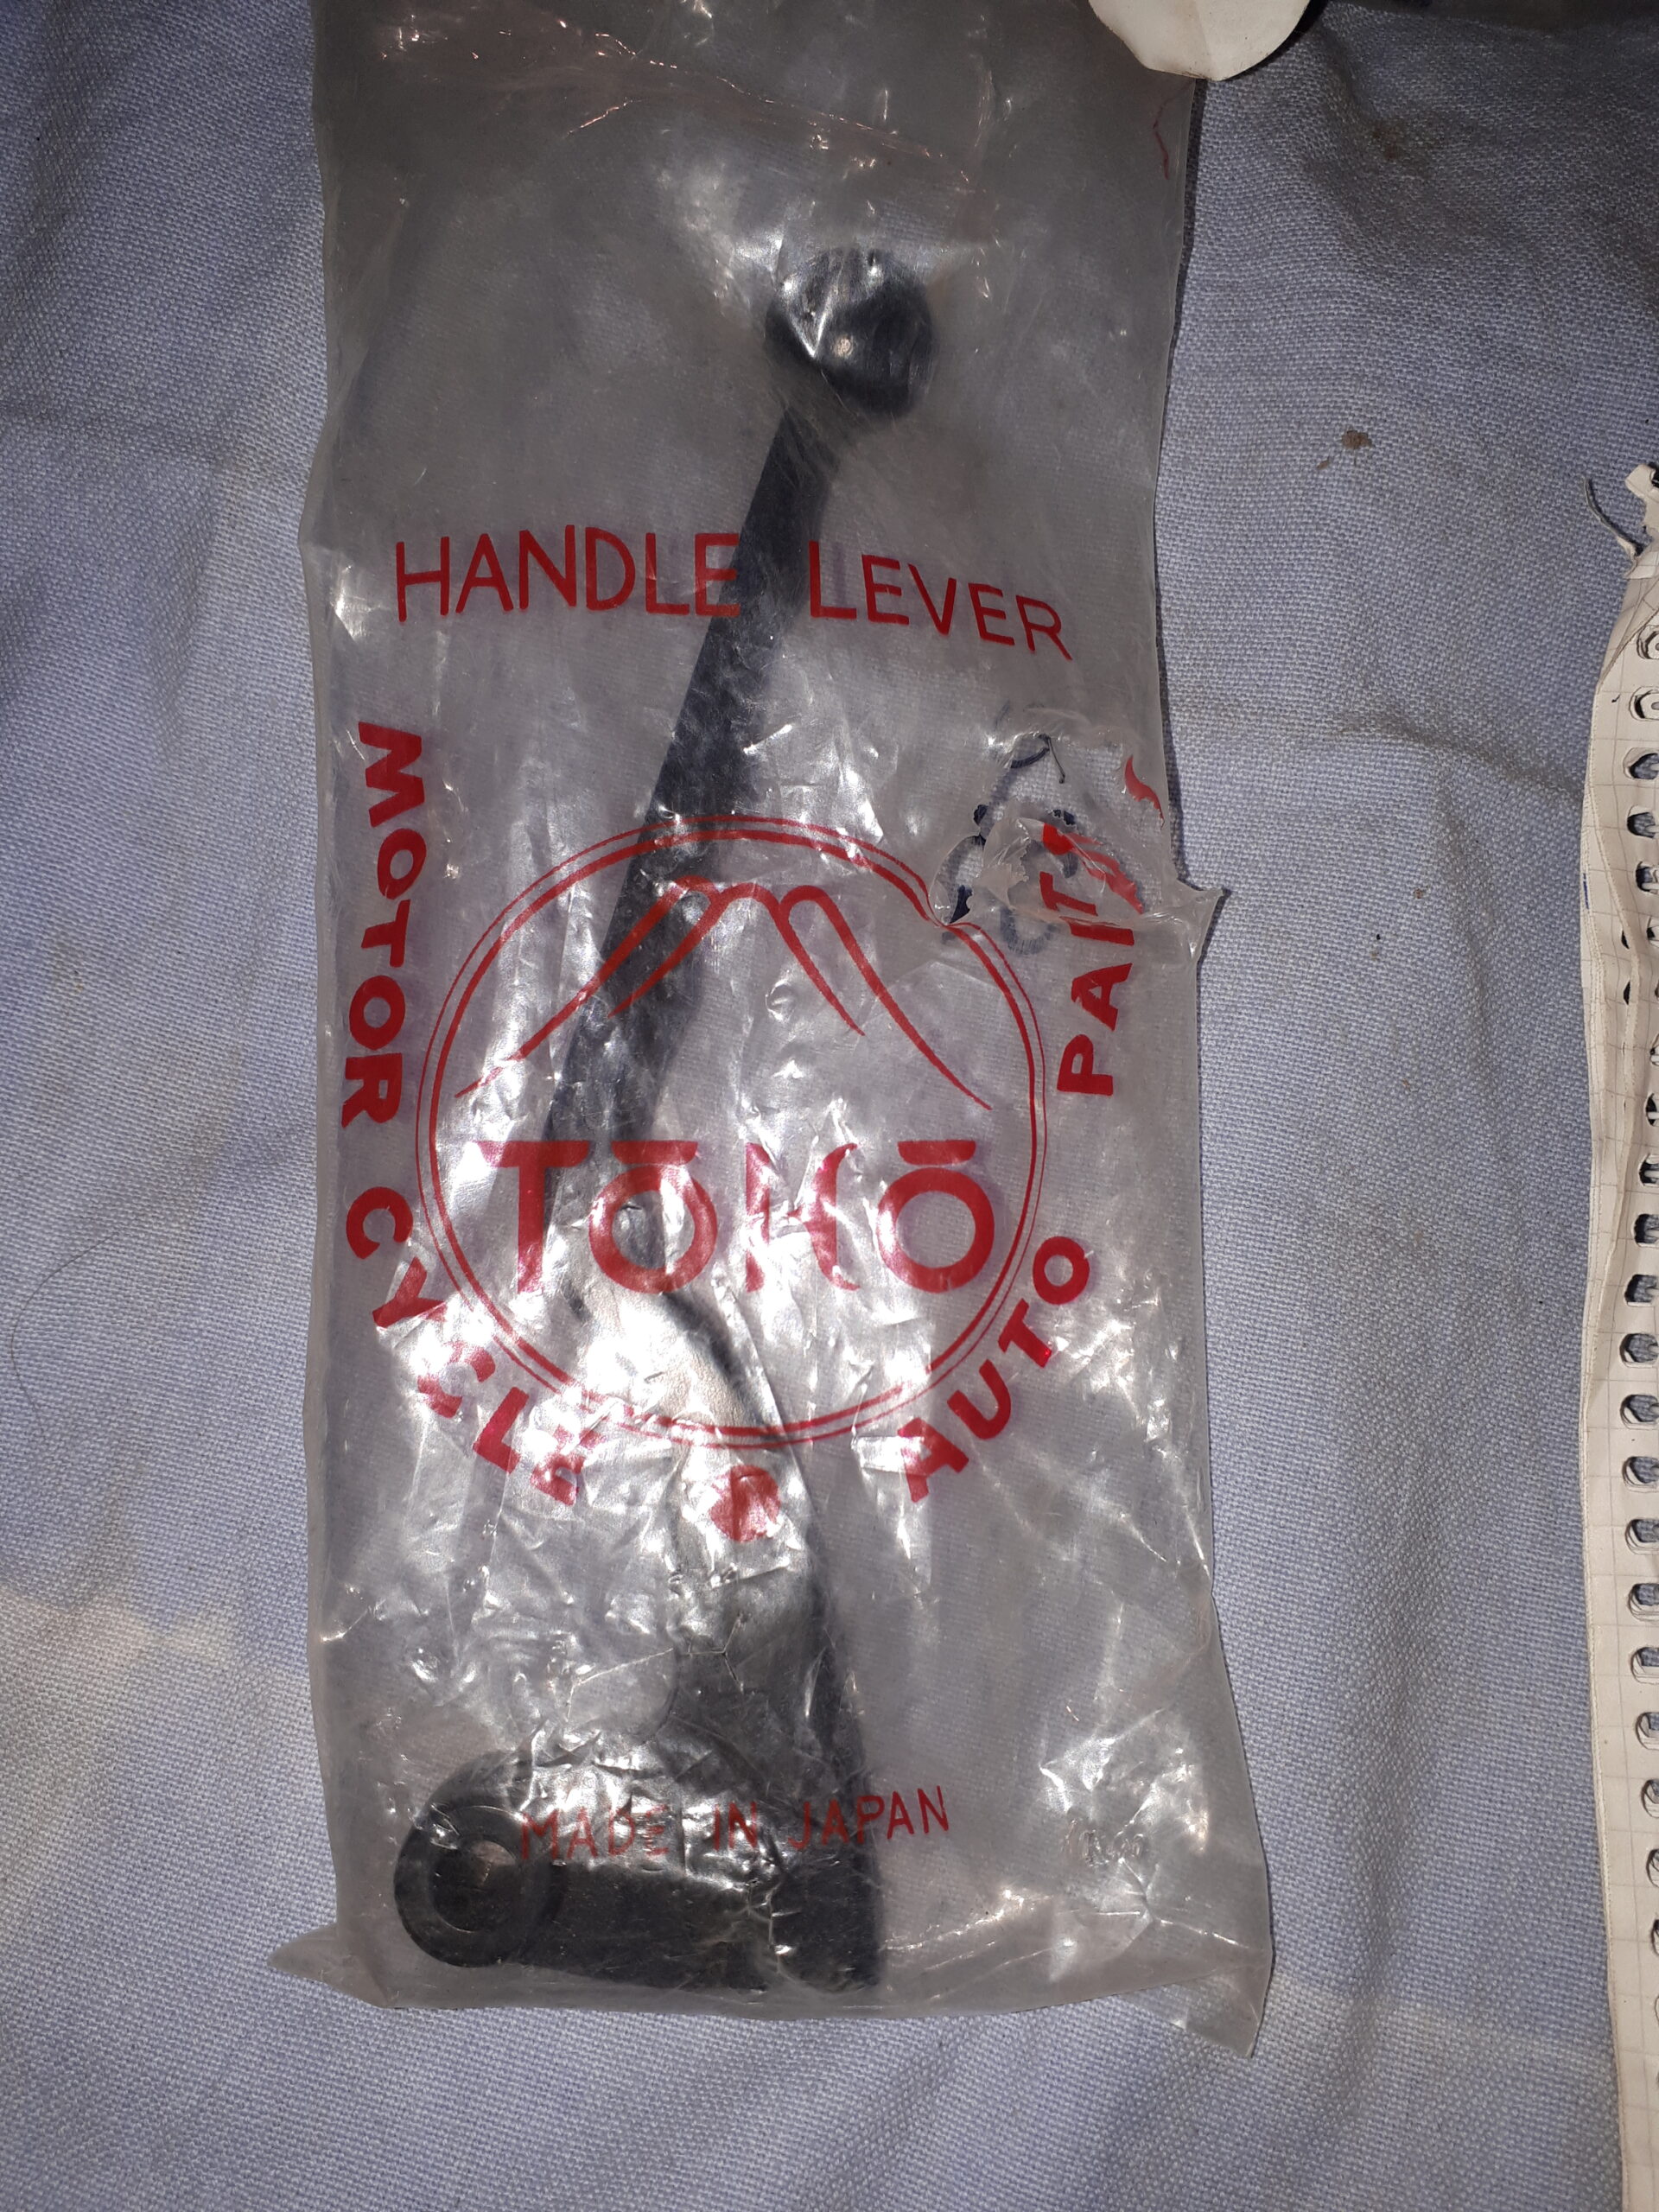 HANDLE LEVER
MOTOR CYCLE
AUTO PARTS
TŌHŌ
MADE IN JAPAN